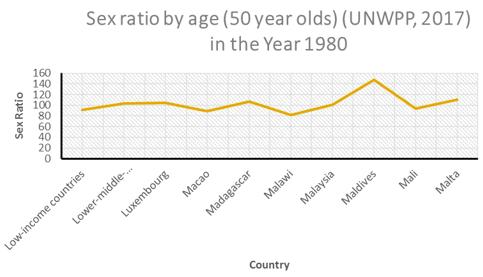 Sex ratio by age (50 year olds) (UNWPP, 2017)
in the Year 1980
Sex Ratio
160
140
120
100
80
60
40
20
0
Low-income countries
Lower-middle-...
Luxembourg
Macao
Madagascar
Malawi
Malaysia
Maldives
Mali
Malta
Country